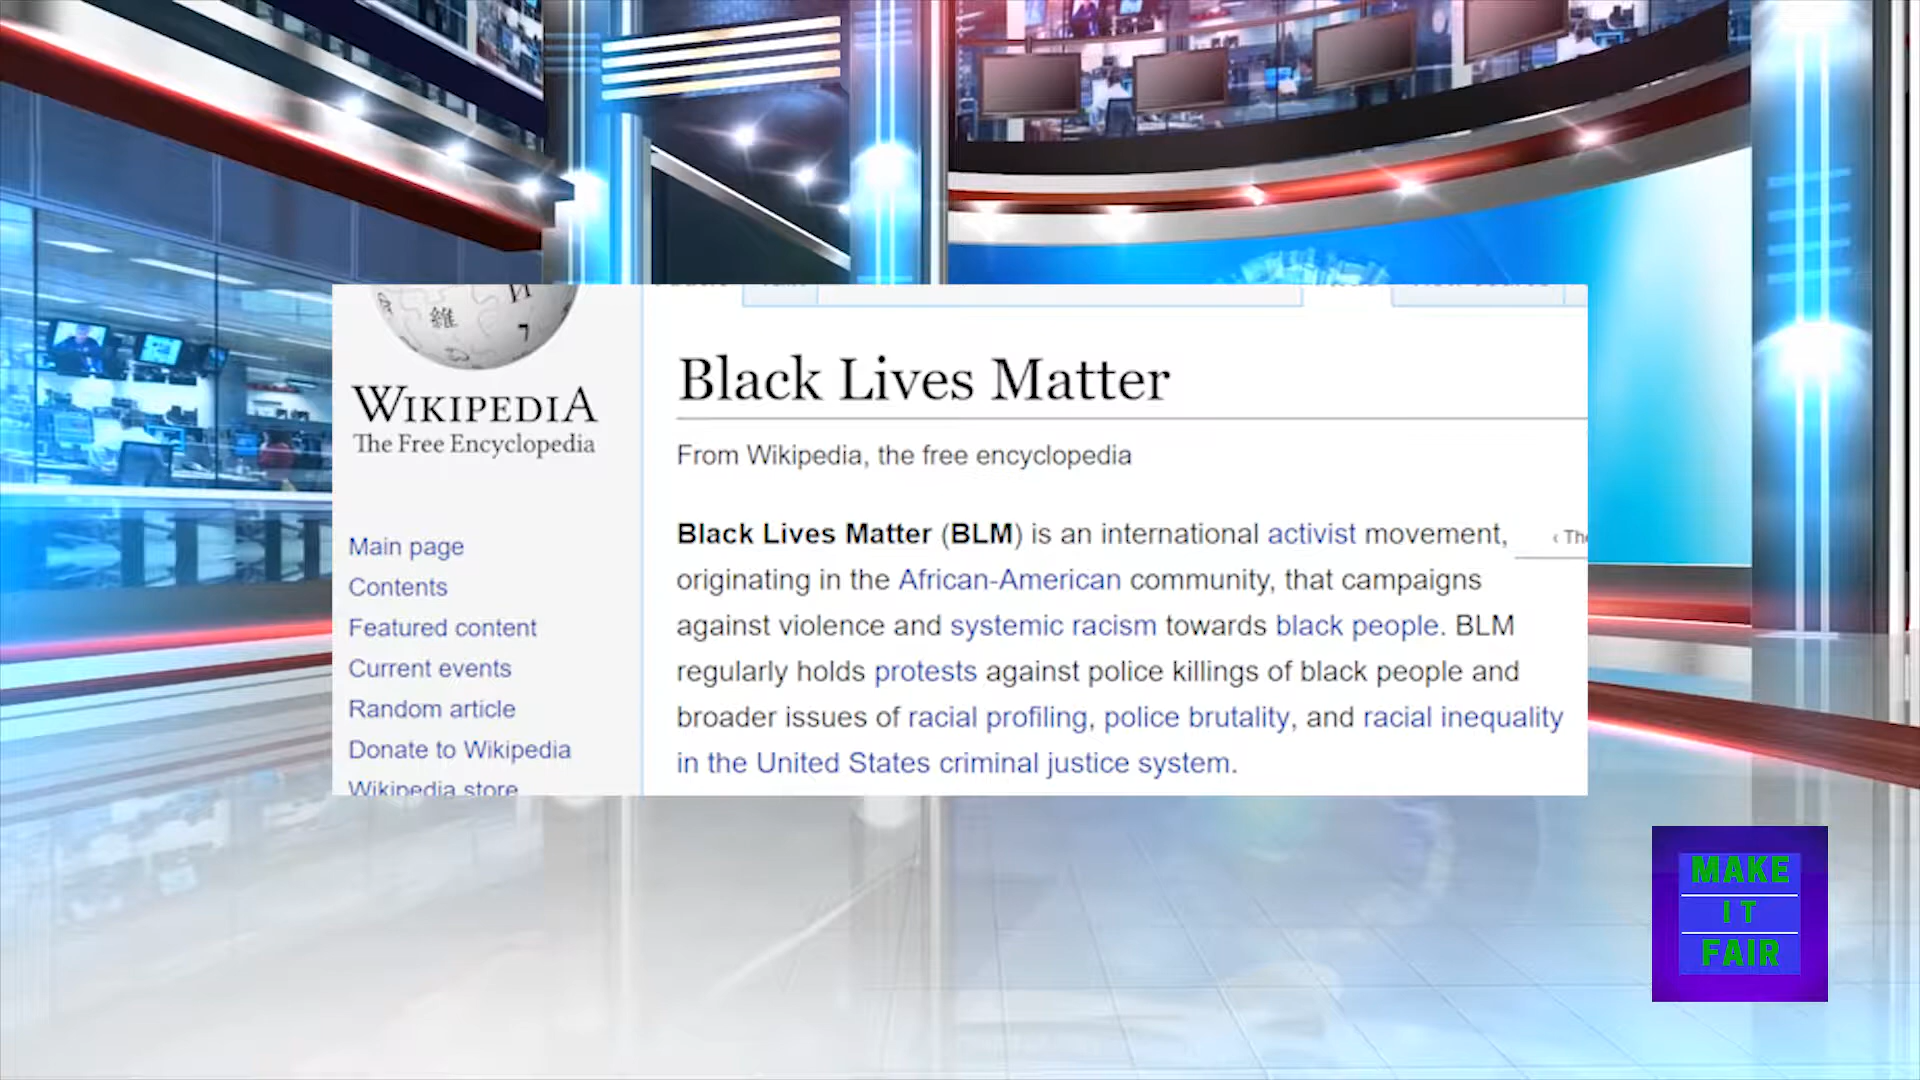 WIKIPEDIA
The Free Encyclopedia
Main page
Contents
Featured content
Current events
Random article
Donate to Wikipedia
Wikipedia store
Black Lives Matter
From Wikipedia, the free encyclopedia
Black Lives Matter (BLM) is an international activist movement,
originating in the African-American community, that campaigns
against violence and systemic racism towards black people. BLM
regularly holds protests against police killings of black people and
broader issues of racial profiling, police brutality, and racial inequality
in the United States criminal justice system.
MAKE
IT
FAIR